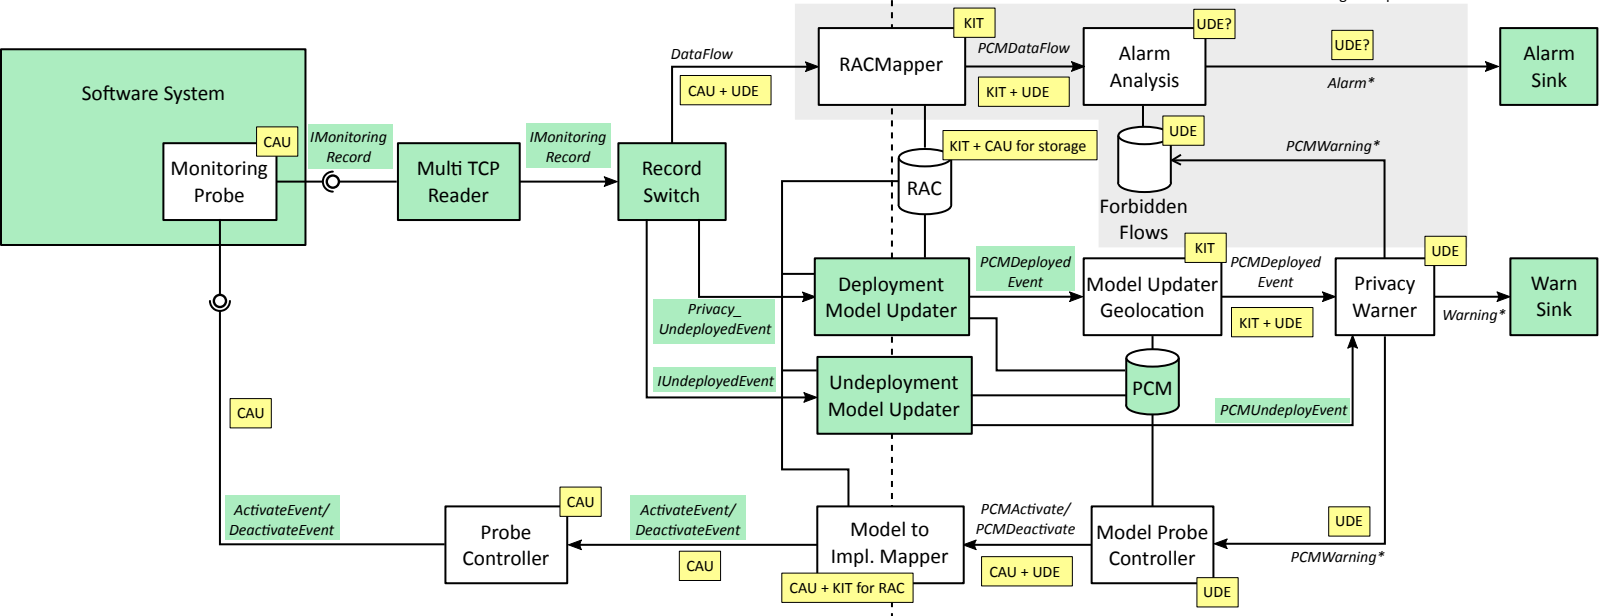 KIT
UDE?
DataFlow
RACMapper
PCMDataFlow
Alarm
Analysis
UDE?
Alarm*
Alarm
Sink
Software System
CAU + UDE
KIT + UDE
CAU
IMonitoring
Record
IMonitoring
Record
UDE
KIT + CAU for storage
PCMWarning*
Monitoring
Probe
Multi TCP
Reader
Record
Switch
RAC
Forbidden
Flows
KIT
UDE
PCMDeployed
Event
PCMDeployed
Event
Deployment
Model Updater
Model Updater
Geolocation
Privacy
Warner
Warn
Sink
Privacy_
UndeployedEvent
KIT + UDE
Warning*
IUndeployedEvent
Undeployment
Model Updater
PCM
PCMUndeployEvent
CAU
CAU
ActivateEvent/
DeactivateEvent
Probe
Controller
ActivateEvent/
DeactivateEvent
CAU
Model to
Impl. Mapper
CAU + KIT for RAC
PCMActivate/
PCMDeactivate
CAU + UDE
Model Probe
Controller
UDE
UDE
PCMWarning*